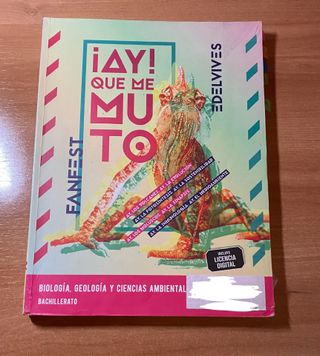 ¡AY!
QUE ME
MU
TO
FANFEST
EDELVIVES
INCLUYE
LICENCIA
DIGITAL
BIOLOGÍA, GEOLOGÍA Y CIENCIAS AMBIENTAL
BACHILLERATO